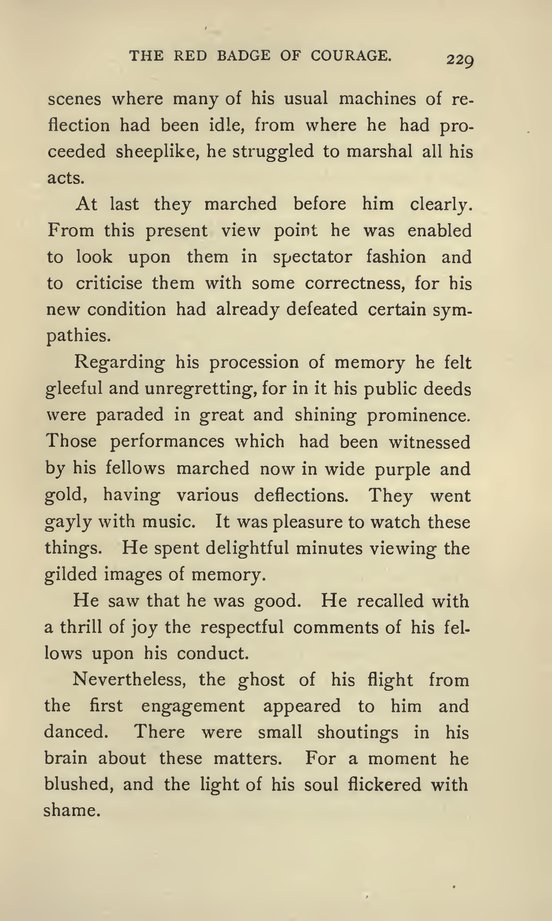 THE RED BADGE OF COURAGE. 229
scenes where many of his usual machines of re-
flection had been idle, from where he had pro-
ceeded sheeplike, he struggled to marshal all his
acts.
At last they marched before him clearly.
From this present view point he was enabled
to look upon them in spectator fashion and
to criticise them with some correctness, for his
new condition had already defeated certain sym-
pathies.
Regarding his procession of memory he felt
gleeful and unregretting, for in it his public deeds
were paraded in great and shining prominence.
Those performances which had been witnessed
by his fellows marched now in wide purple and
gold, having various deflections. They went
gayly with music. It was pleasure to watch these
things. He spent delightful minutes viewing the
gilded images of memory.
He saw that he was good. He recalled with
a thrill of joy the respectful comments of his fel-
lows upon his conduct.
Nevertheless, the ghost of his flight from
the first engagement appeared to him and
danced. There were small shoutings in his
brain about these matters. For a moment he
blushed, and the light of his soul flickered with
shame.